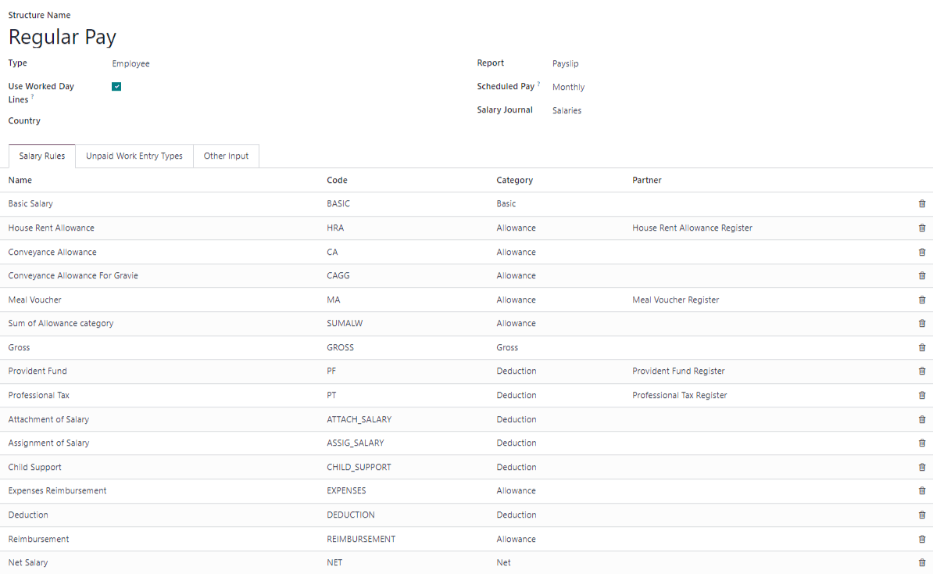 Structure Name
Regular Pay
Type Employee Report Payslip
Use Worked Day Lines ? Scheduled Pay ? Monthly
Country Salary Journal Salaries
Salary Rules Unpaid Work Entry Types Other Input
Name Code Category Partner
Basic Salary BASIC Basic
House Rent Allowance HRA Allowance House Rent Allowance Register
Conveyance Allowance CA Allowance
Conveyance Allowance For Gravie CAGG Allowance
Meal Voucher MA Allowance Meal Voucher Register
Sum of Allowance category SUMALW Allowance
Gross GROSS Gross
Provident Fund PF Deduction Provident Fund Register
Professional Tax PT Deduction Professional Tax Register
Attachment of Salary ATTACH_SALARY Deduction
Assignment of Salary ASSIG_SALARY Deduction
Child Support CHILD_SUPPORT Deduction
Expenses Reimbursement EXPENSES Allowance
Deduction DEDUCTION Deduction
Reimbursement REIMBURSEMENT Allowance
Net Salary NET Net